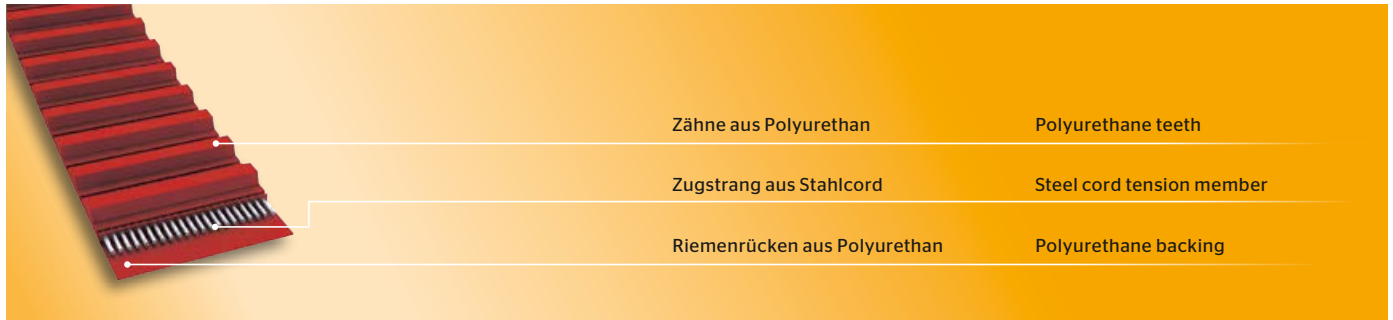 Zähne aus Polyurethan Polyurethane teeth
Zugstrang aus Stahlcord Steel cord tension member
Riemenrücken aus Polyurethan Polyurethane backing